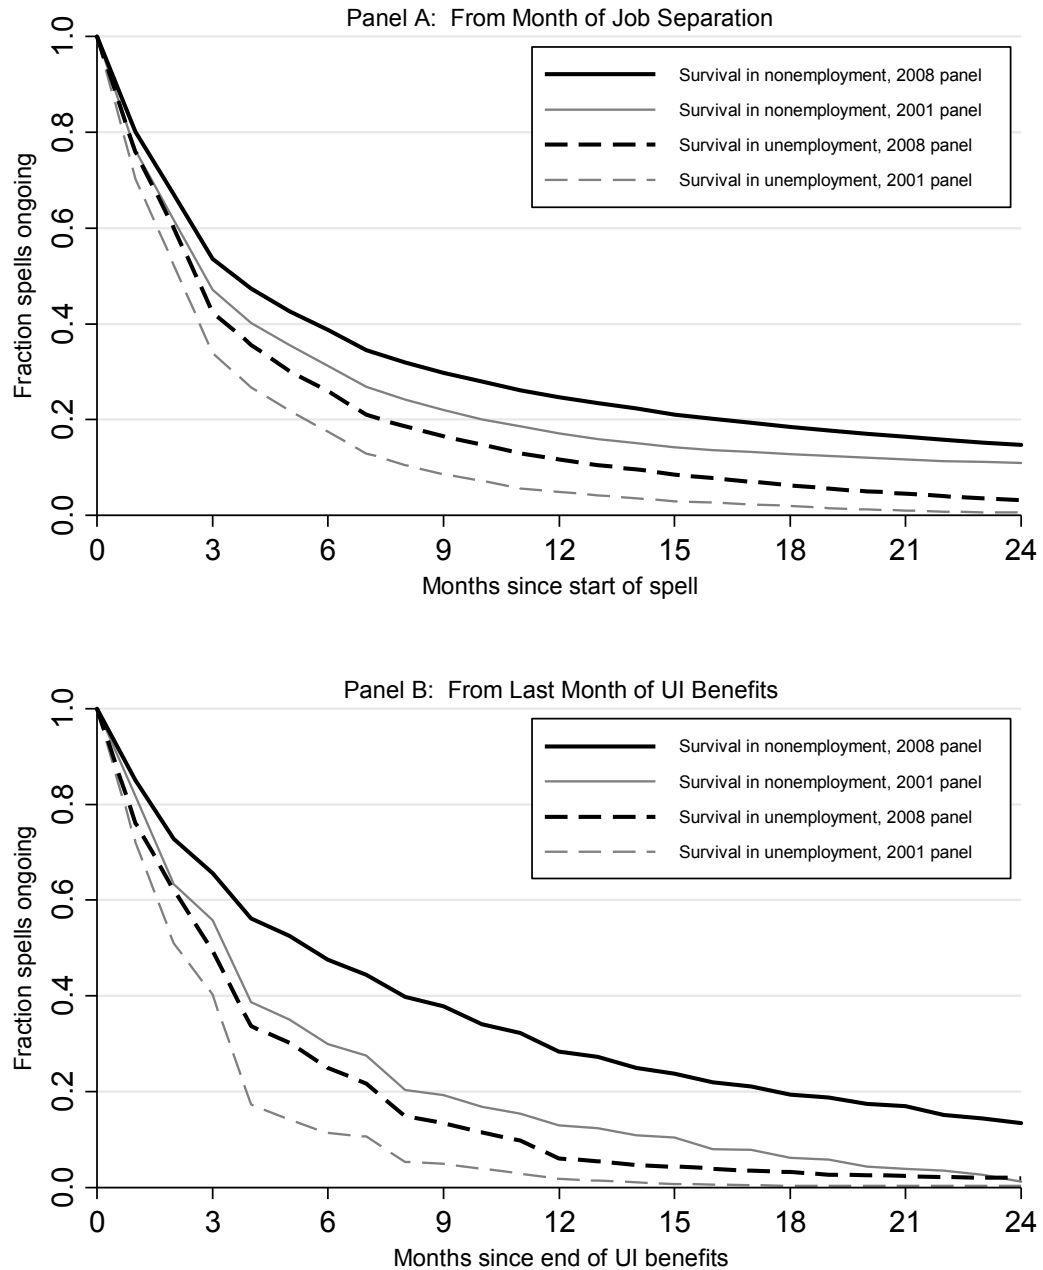 Panel A:  From Month of Job Separation
Fraction spells ongoing
1.0
0.8
0.6
0.4
0.2
0.0
Survival in nonemployment, 2008 panel
Survival in nonemployment, 2001 panel
Survival in unemployment, 2008 panel
Survival in unemployment, 2001 panel
0 3 6 9 12 15 18 21 24
Months since start of spell
Panel B:  From Last Month of UI Benefits
Fraction spells ongoing
1.0
0.8
0.6
0.4
0.2
0.0
Survival in nonemployment, 2008 panel
Survival in nonemployment, 2001 panel
Survival in unemployment, 2008 panel
Survival in unemployment, 2001 panel
0 3 6 9 12 15 18 21 24
Months since end of UI benefits